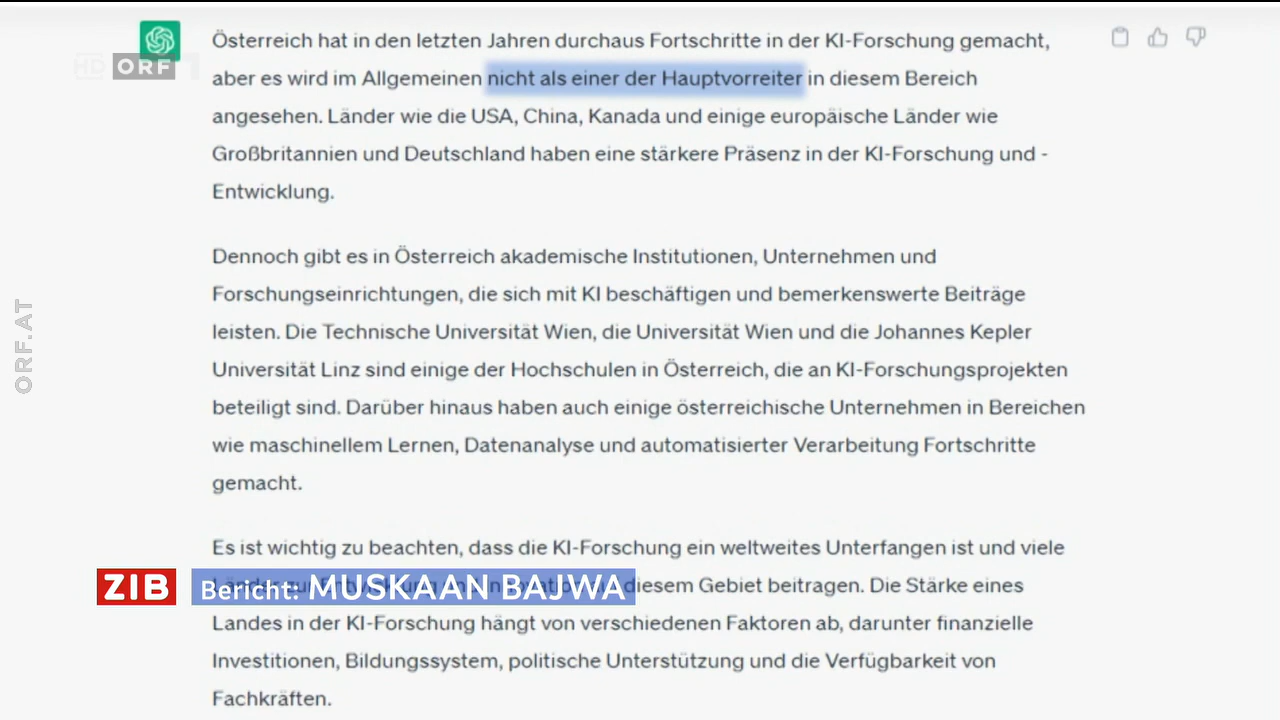 Österreich hat in den letzten Jahren durchaus Fortschritte in der KI-Forschung gemacht,
aber es wird im Allgemeinen nicht als einer der Hauptvorreiter in diesem Bereich
angesehen. Länder wie die USA, China, Kanada und einige europäische Länder wie
Großbritannien und Deutschland haben eine stärkere Präsenz in der KI-Forschung und -
Entwicklung.
Dennoch gibt es in Österreich akademische Institutionen, Unternehmen und
Forschungseinrichtungen, die sich mit KI beschäftigen und bemerkenswerte Beiträge
leisten. Die Technische Universität Wien, die Universität Wien und die Johannes Kepler
Universität Linz sind einige der Hochschulen in Österreich, die an KI-Forschungsprojekten
beteiligt sind. Darüber hinaus haben auch einige österreichische Unternehmen in Bereichen
wie maschinellem Lernen, Datenanalyse und automatisierter Verarbeitung Fortschritte
gemacht.
Es ist wichtig zu beachten, dass die KI-Forschung ein weltweites Unterfangen ist und viele
diesem Gebiet beitragen. Die Stärke eines
Landes in der KI-Forschung hängt von verschiedenen Faktoren ab, darunter finanzielle
Investitionen, Bildungssystem, politische Unterstützung und die Verfügbarkeit von
Fachkräften.
ZIB Bericht: MUSKAAN BAJWA
HD ORF 1
ORF.AT